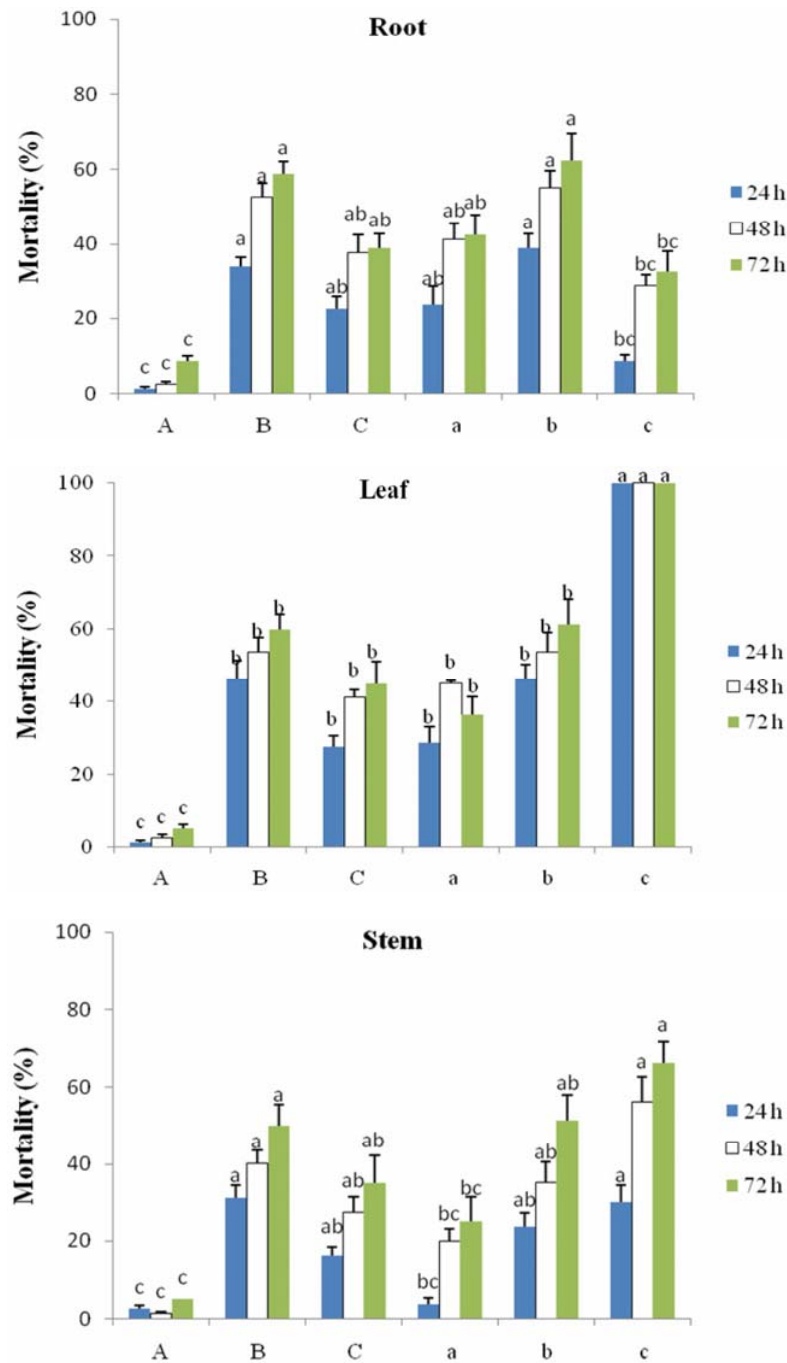 Root
Mortality (%)
100
80
60
40
20
0
c c c
a a a
ab ab ab
ab ab ab
a a a
bc bc bc
A B C a b c
24 h
48 h
72 h
Leaf
Mortality (%)
100
80
60
40
20
0
c c c
b b b
b b b
b b b
b b b
a a a
A B C a b c
24 h
48 h
72 h
Stem
Mortality (%)
100
80
60
40
20
0
c c c
a a a
ab ab ab
bc bc bc
ab ab ab
a a a
A B C a b c
24 h
48 h
72 h